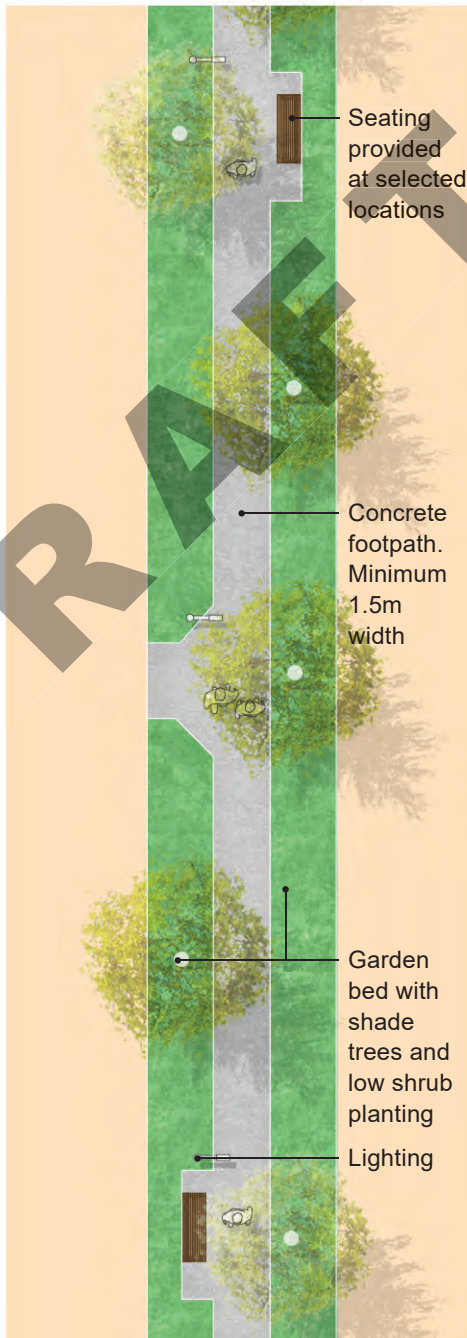 Seating
provided
at selected
locations
Concrete
footpath.
Minimum
1.5m
width
Garden
bed with
shade
trees and
low shrub
planting
Lighting
RAFT